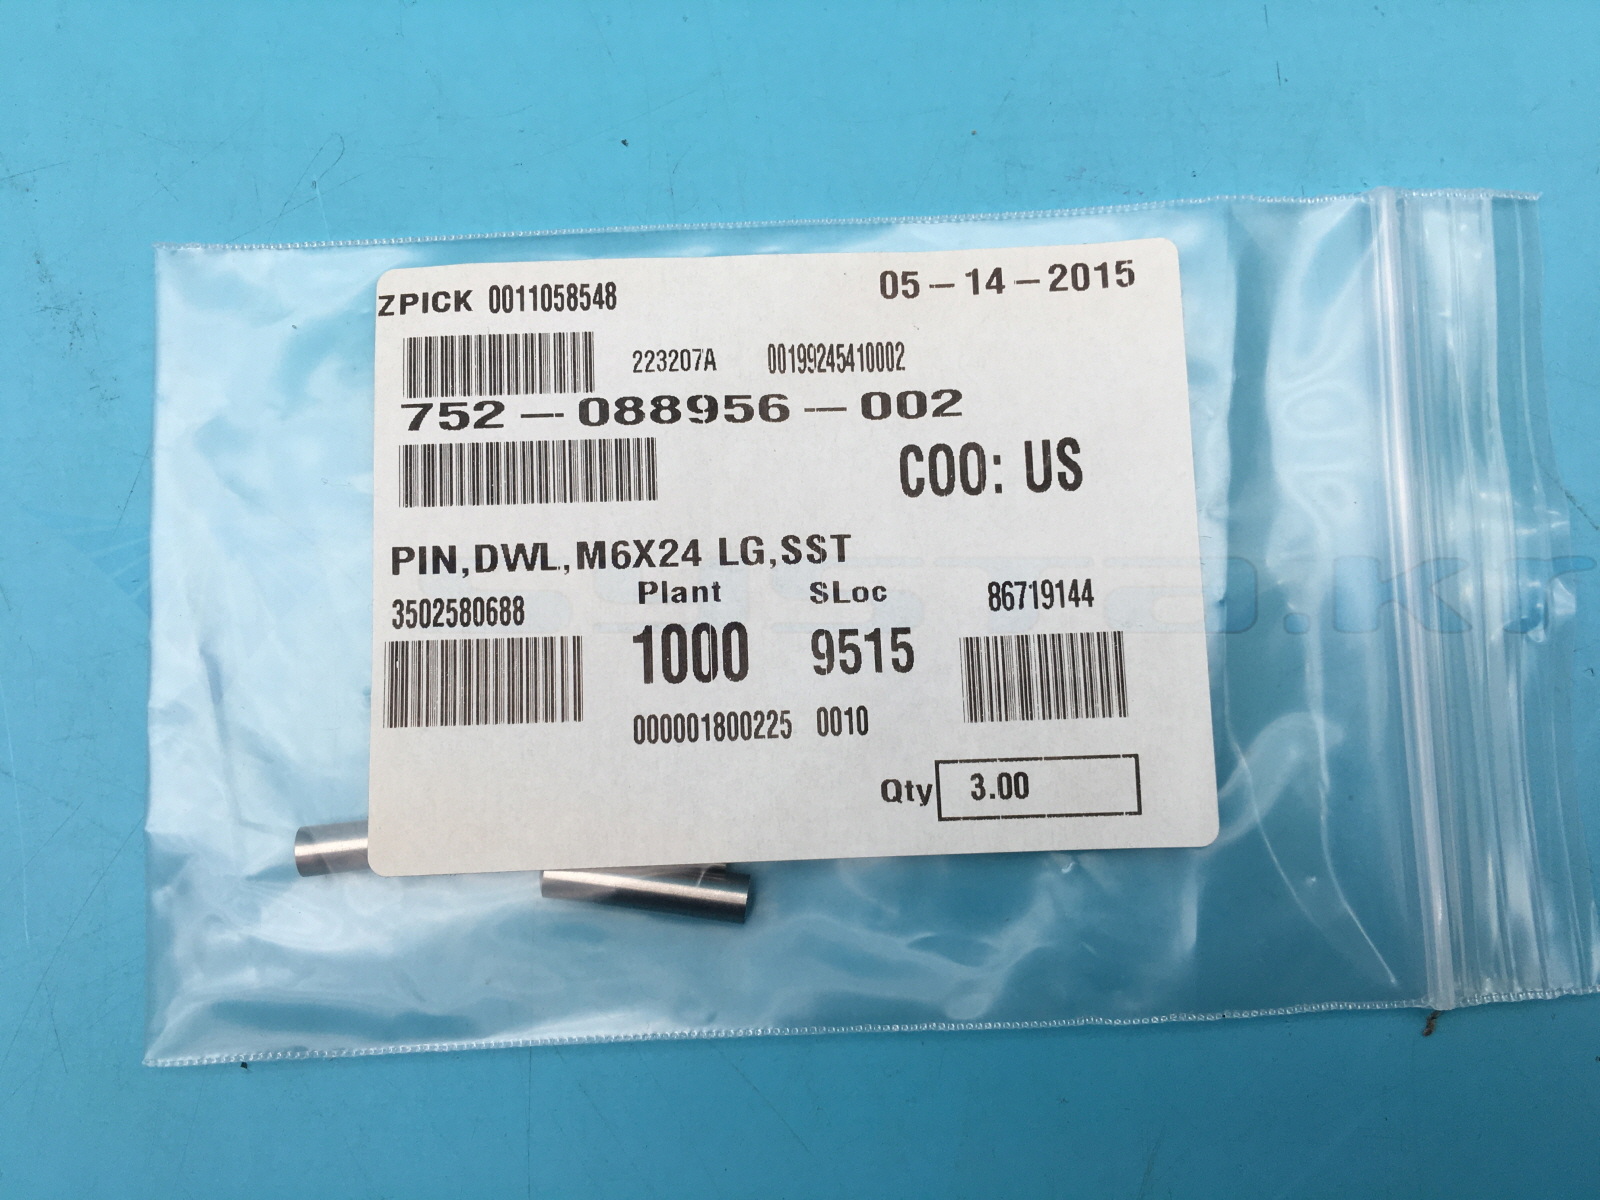 ZPICK 0011058548 05-14-2015
223207A 00199245410002
752-088956-002
COO: US
PIN,DWL,M6X24 LG,SST
Plant SLoc
3502580688 86719144
1000 9515
000001800225 0010
Qty 3.00